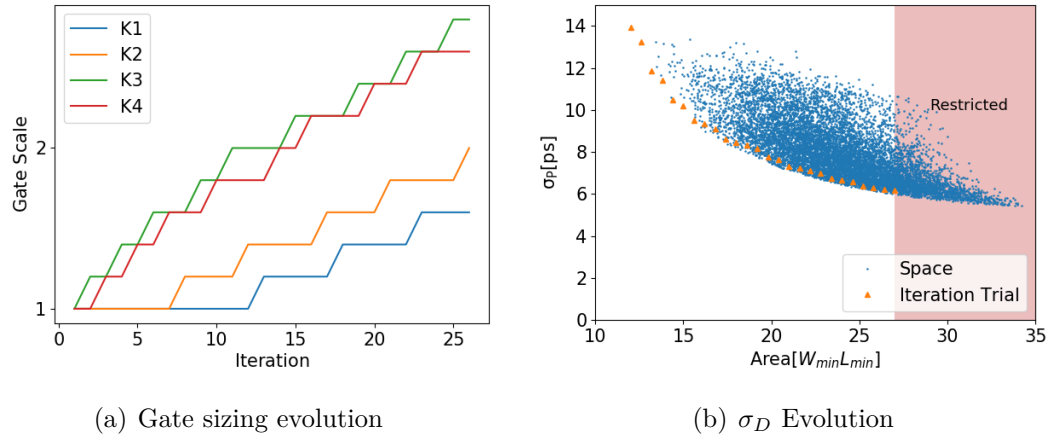 K1
K2
K3
K4
2
1
Gate Scale
0 5 10 15 20 25
Iteration
(a) Gate sizing evolution
14
12
10
8
6
4
2
0
σP[ps]
Restricted
Space
Iteration Trial
10 15 20 25 30 35
Area[WminLmin]
(b) σD Evolution